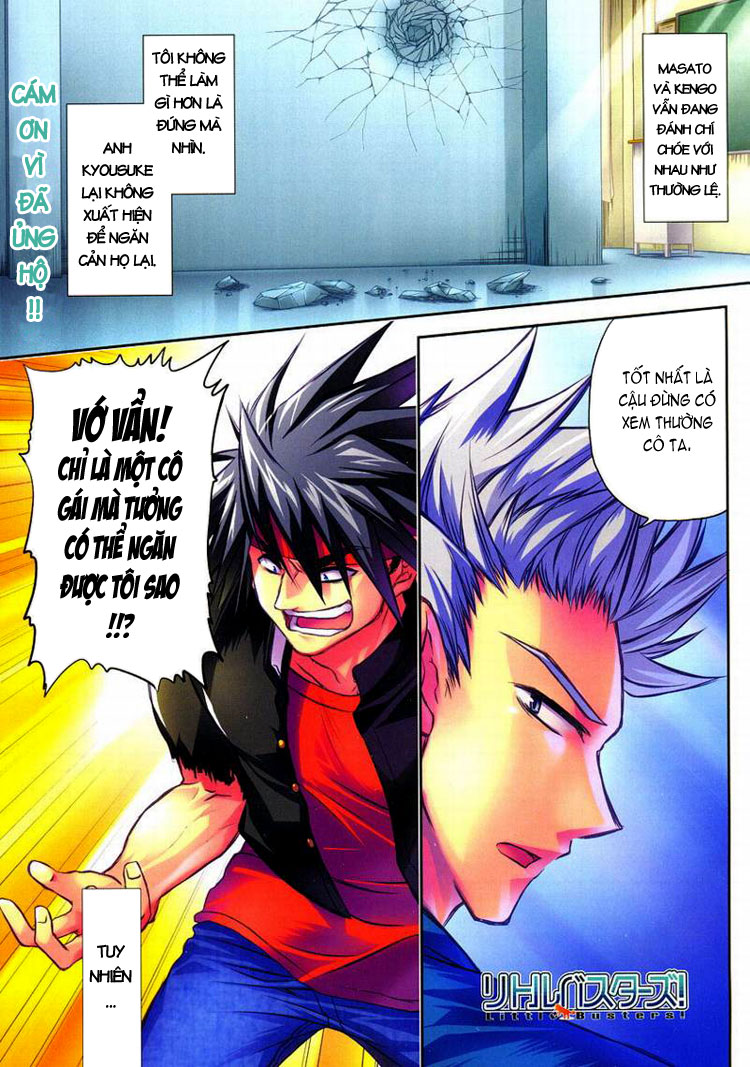 MASATO
VÀ KENGO
VẪN ĐANG
ĐÁNH CHÍ
CHÓE VỚI
NHAU NHƯ
THƯỜNG LỆ.
TÔI KHÔNG
THỂ LÀM
GÌ HƠN LÀ
ĐỨNG MÀ
NHÌN.
ANH
KYOUSUKE
LẠI KHÔNG
XUẤT HIỆN
ĐỂ NGĂN
CẢN HỌ LẠI.
CÁM
ƠN
VÌ
ĐÃ
ỦNG
HỘ
!!
TỐT NHẤT LÀ
CẬU ĐỪNG CÓ
XEM THƯỜNG
CÔ TA.
VỚ VẨN!
CHỈ LÀ MỘT CÔ
GÁI MÀ TƯỞNG
CÓ THỂ NGĂN
ĐƯỢC TÔI SAO
!!?
TUY
NHIÊN
...
リトルバスターズ!
Little Busters!